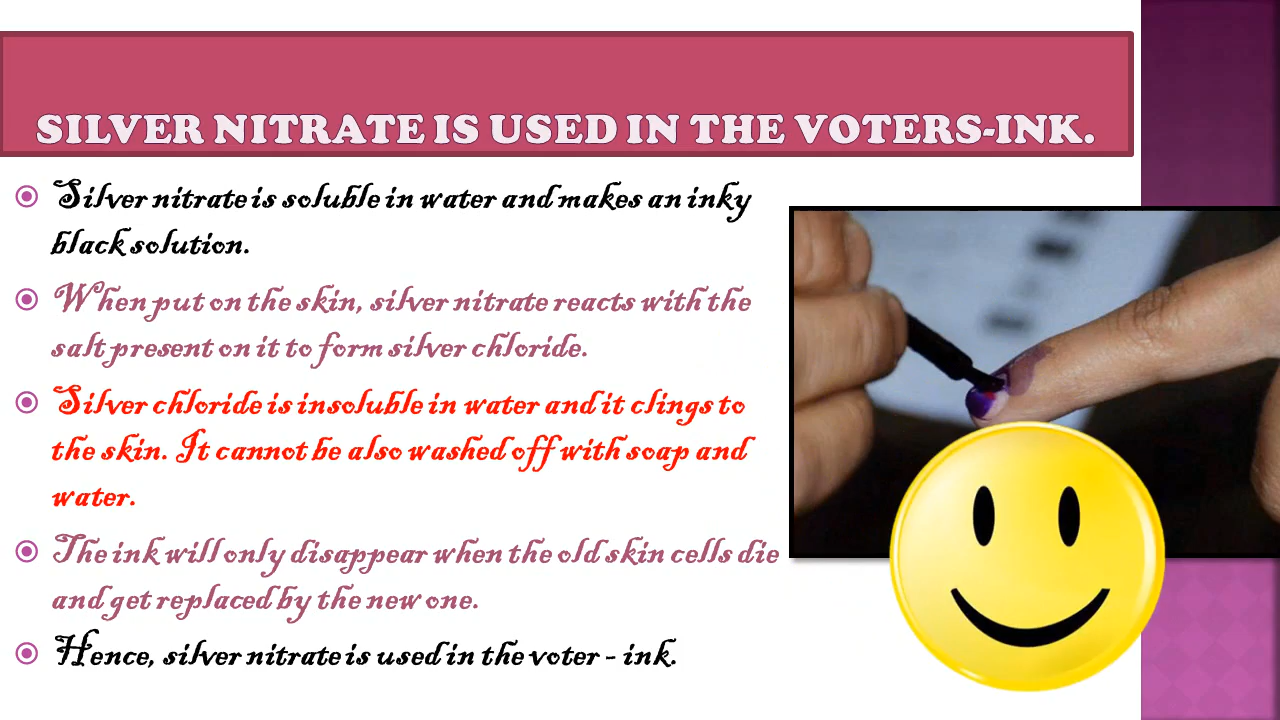 SILVER NITRATE IS USED IN THE VOTERS-INK.
Silver nitrate is soluble in water and makes an inky
black solution.
When put on the skin, silver nitrate reacts with the
salt present on it to form silver chloride.
Silver chloride is insoluble in water and it clings to
the skin. It cannot be also washed off with soap and
water.
The ink will only disappear when the old skin cells die
and get replaced by the new one.
Hence, silver nitrate is used in the voter - ink.